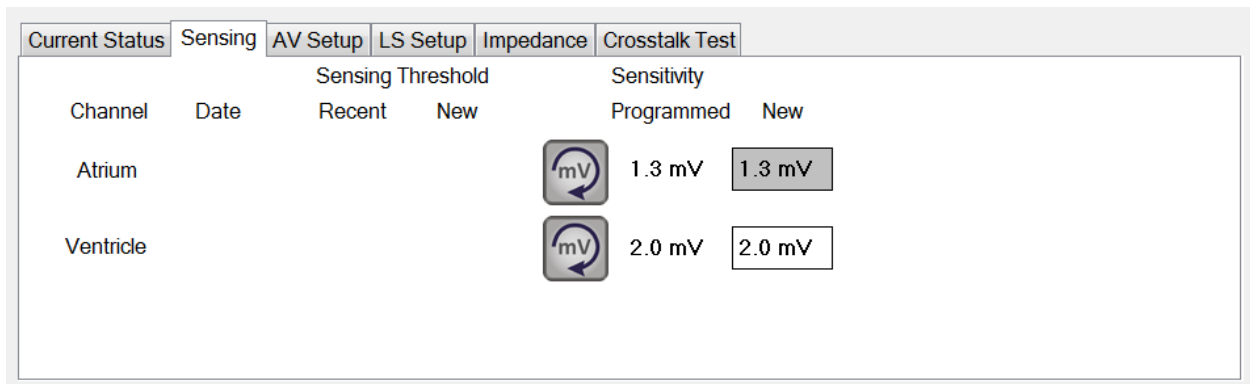 Current Status Sensing AV Setup LS Setup Impedance Crosstalk Test
Sensing Threshold Sensitivity
Channel Date Recent New Programmed New
Atrium mV 1.3 mV 1.3 mV
Ventricle mV 2.0 mV 2.0 mV